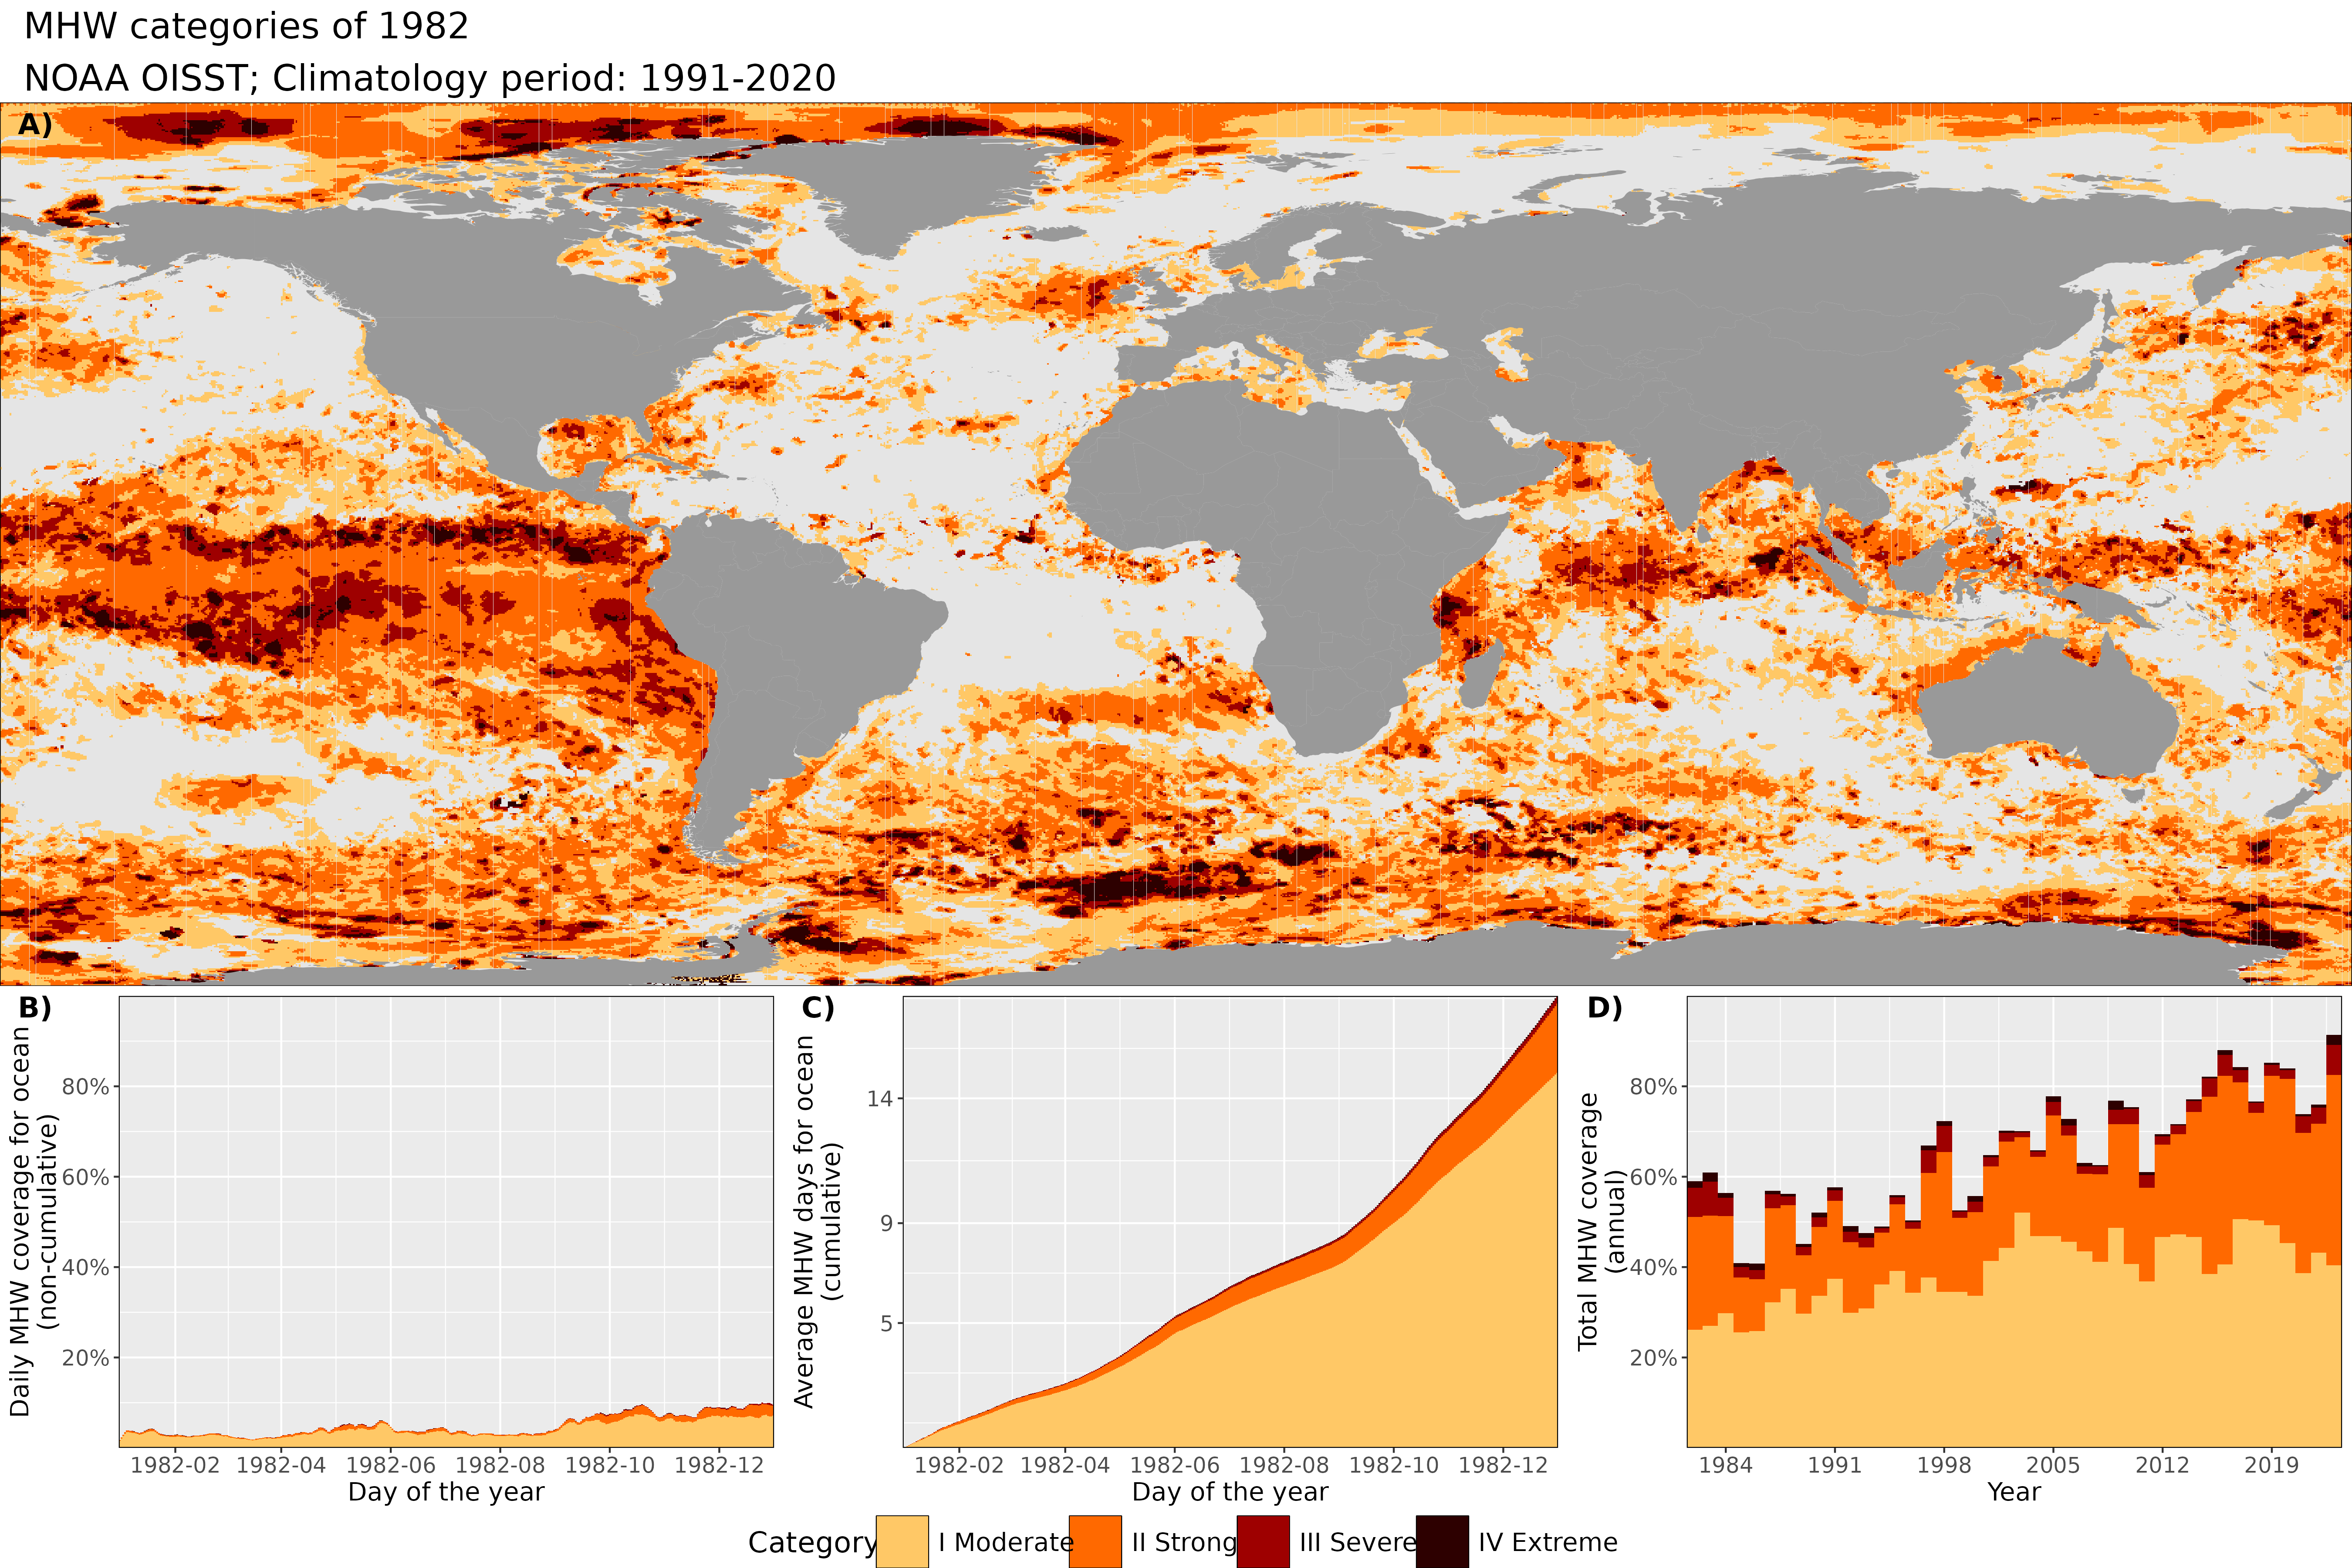 MHW categories of 1982
NOAA OISST; Climatology period: 1991-2020
A)
B)
Daily MHW coverage for ocean
(non-cumulative)
80%
60%
40%
20%
1982-02 1982-04 1982-06 1982-08 1982-10 1982-12
Day of the year
C)
Average MHW days for ocean
(cumulative)
14
9
5
1982-02 1982-04 1982-06 1982-08 1982-10 1982-12
Day of the year
D)
Total MHW coverage
(annual)
80%
60%
40%
20%
1984 1991 1998 2005 2012 2019
Year
Category I Moderate II Strong III Severe IV Extreme